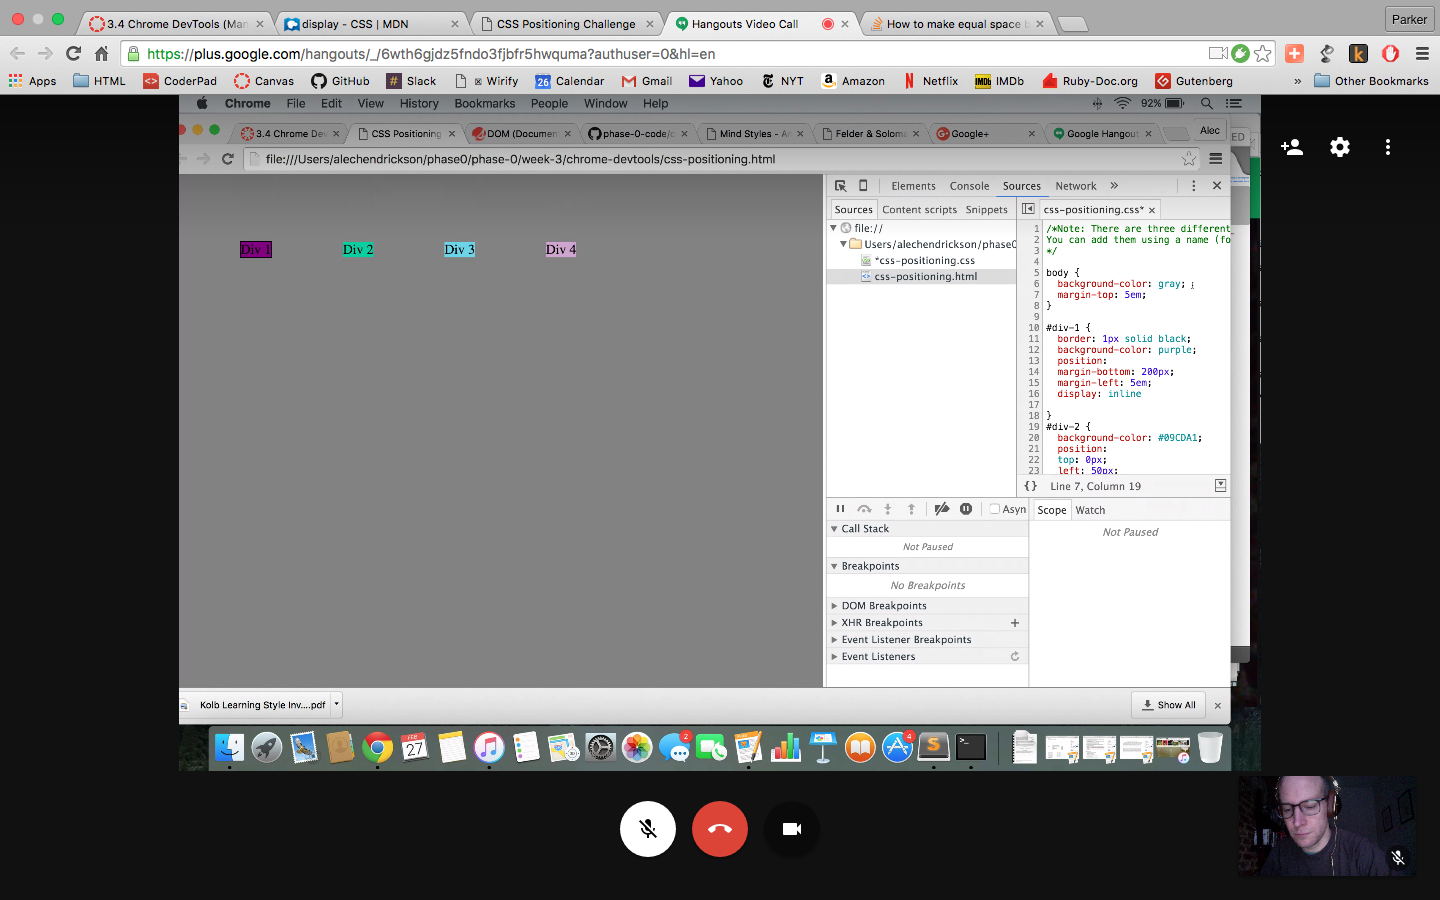 3.4 Chrome DevTools (Man
display - CSS | MDN
CSS Positioning Challenge
Hangouts Video Call
How to make equal space b
Parker
https://plus.google.com/hangouts/_/6wth6gjdz5fndo3fjbfr5hwquma?authuser=0&hl=en
Apps
HTML
CoderPad
Canvas
GitHub
Slack
Wirify
26
Calendar
Gmail
Yahoo
NYT
Amazon
Netflix
IMDb
IMDb
Ruby-Doc.org
Gutenberg
»
Other Bookmarks
Chrome File Edit View History Bookmarks People Window Help
92%
3.4 Chrome Dev
CSS Positioning
DOM (Documen
phase-0-code/c
Mind Styles - A
Felder & Solom
Google+
Google Hangout
Alec
ED
file:///Users/alechendrickson/phase0/phase-0/week-3/chrome-devtools/css-positioning.html
Div 1
Div 2
Div 3
Div 4
Elements Console Sources Network »
Sources Content scripts Snippets
css-positioning.css*
file://
Users/alechendrickson/phase0
*css-positioning.css
css-positioning.html
1 /*Note: There are three different
2 You can add them using a name (fo
3 */
4
5 body {
6 background-color: gray;
7 margin-top: 5em;
8 }
9
10 #div-1 {
11 border: 1px solid black;
12 background-color: purple;
13 position:
14 margin-bottom: 200px;
15 margin-left: 5em;
16 display: inline
17
18 }
19 #div-2 {
20 background-color: #09CDA1;
21 position:
22 top: 0px;
23 left: 50px;
{} Line 7, Column 19
Asyn
Scope Watch
Call Stack
Not Paused
Not Paused
Breakpoints
No Breakpoints
DOM Breakpoints
XHR Breakpoints
Event Listener Breakpoints
Event Listeners
Kolb Learning Style Inv....pdf
Show All
FEB
27
2
4